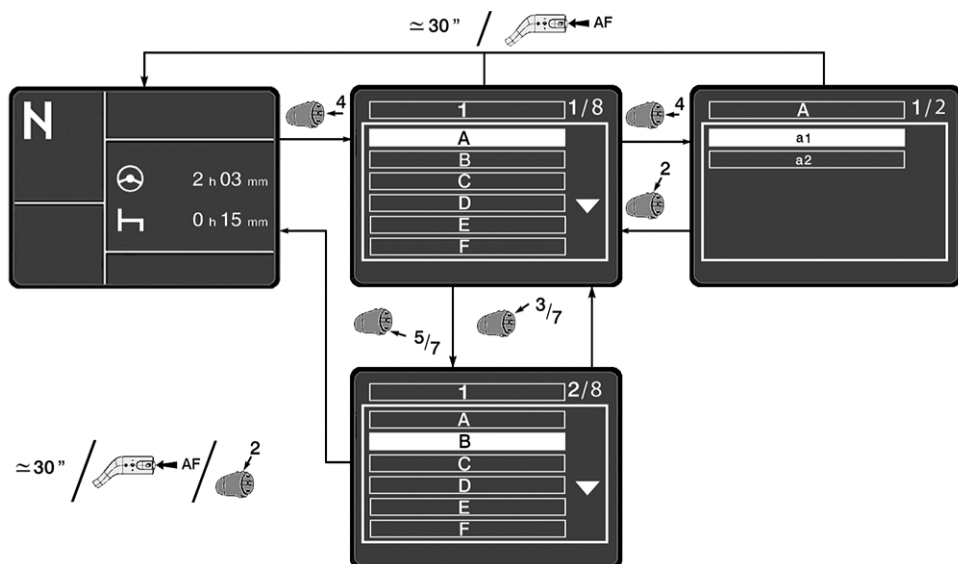 ≃ 30" / AF
N
2 h 03 mm
0 h 15 mm
4
1 1/8
A
B
C
D
E
F
4
2
A 1/2
a1
a2
5/7
3/7
1 2/8
A
B
C
D
E
F
≃ 30" / AF / 2